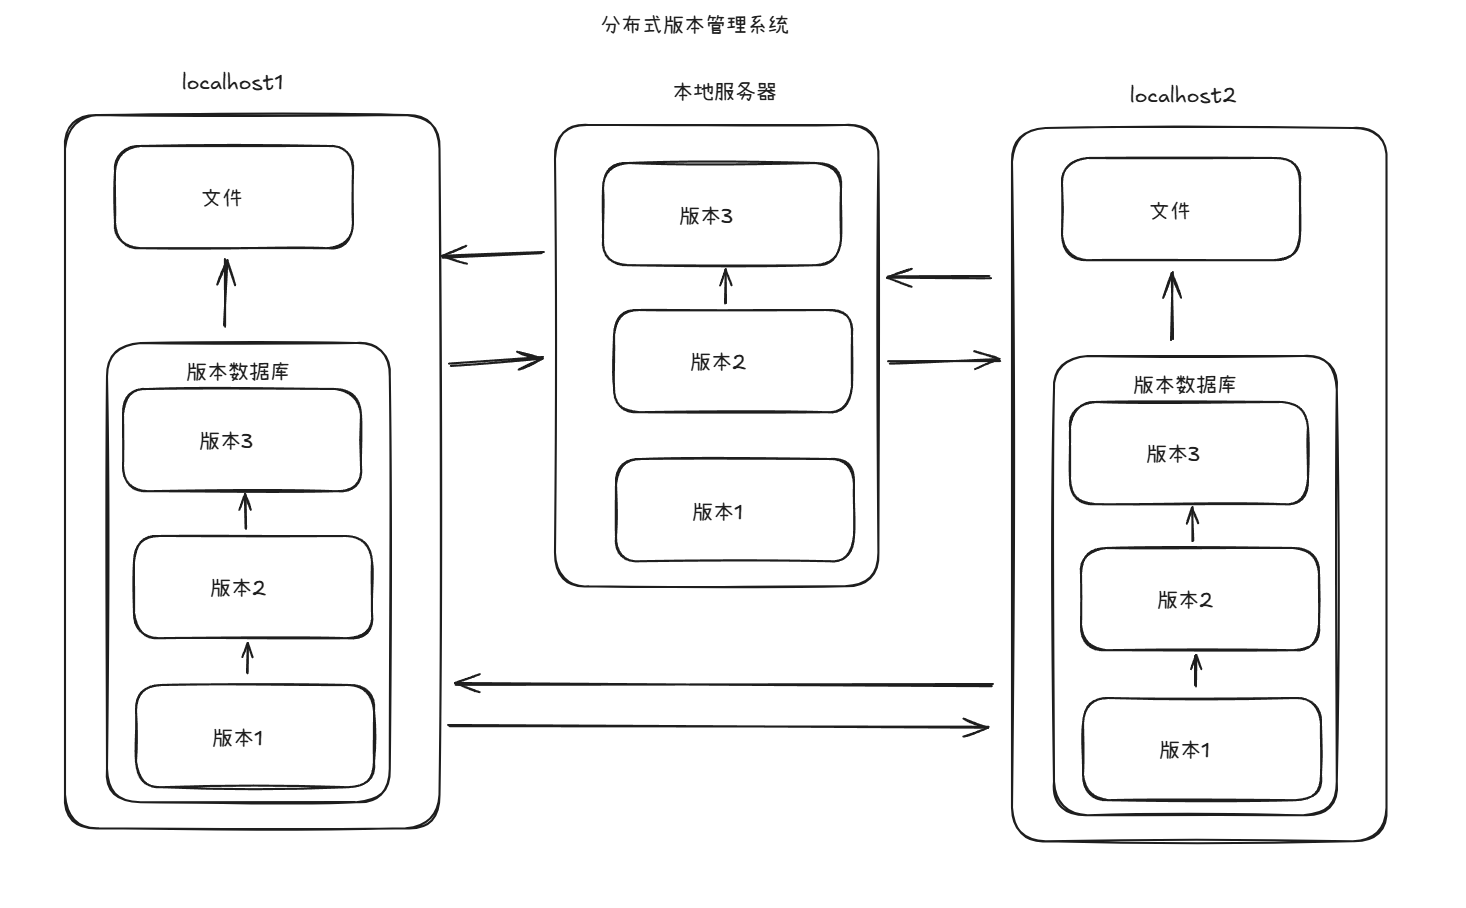 分布式版本管理系统
localhost1
文件
版本数据库
版本3
版本2
版本1
本地服务器
版本3
版本2
版本1
localhost2
文件
版本数据库
版本3
版本2
版本1